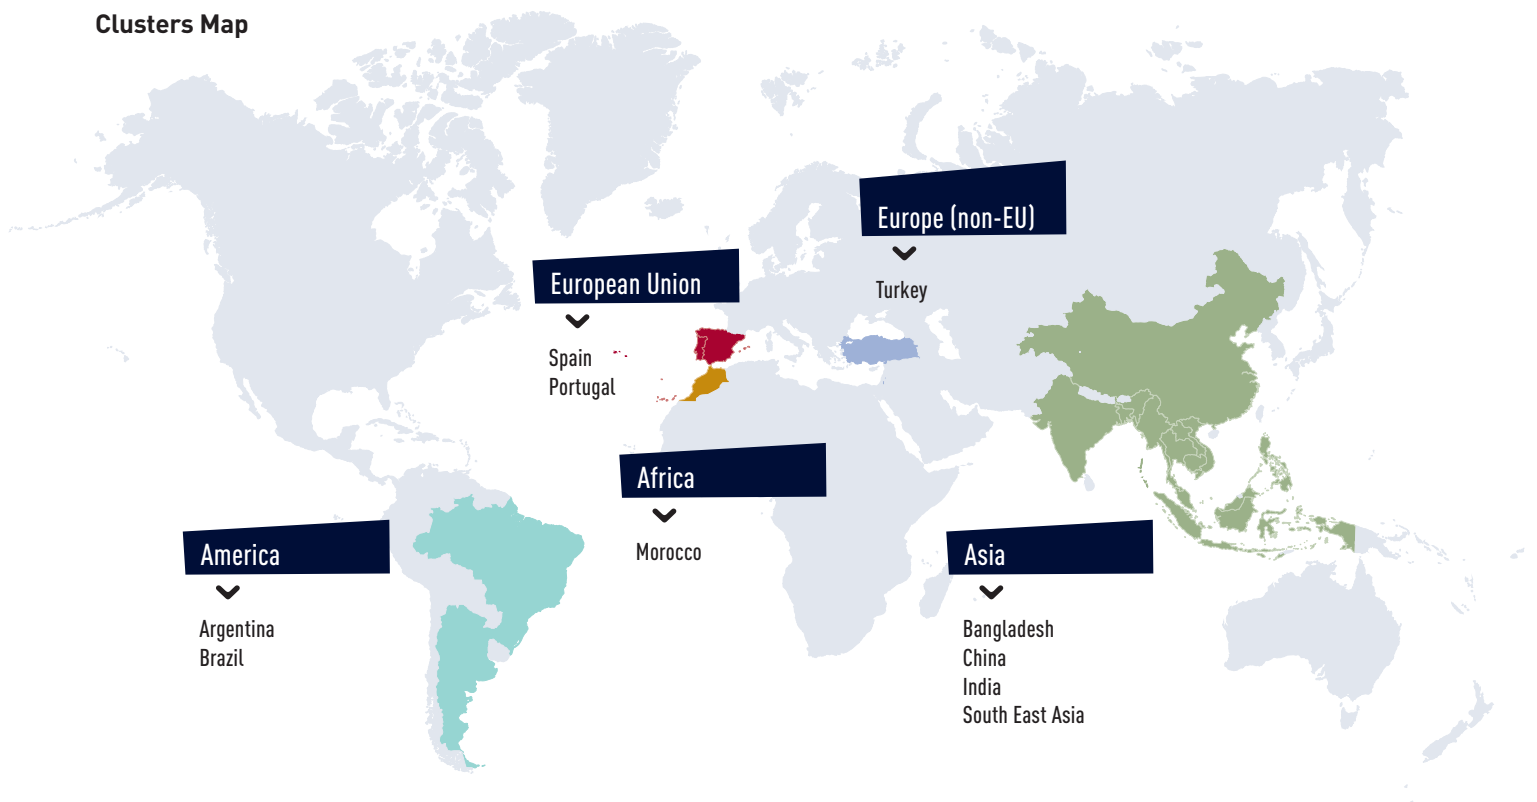 Clusters Map
Europe (non-EU)
Turkey
European Union
Spain
Portugal
Africa
Morocco
America
Argentina
Brazil
Asia
Bangladesh
China
India
South East Asia